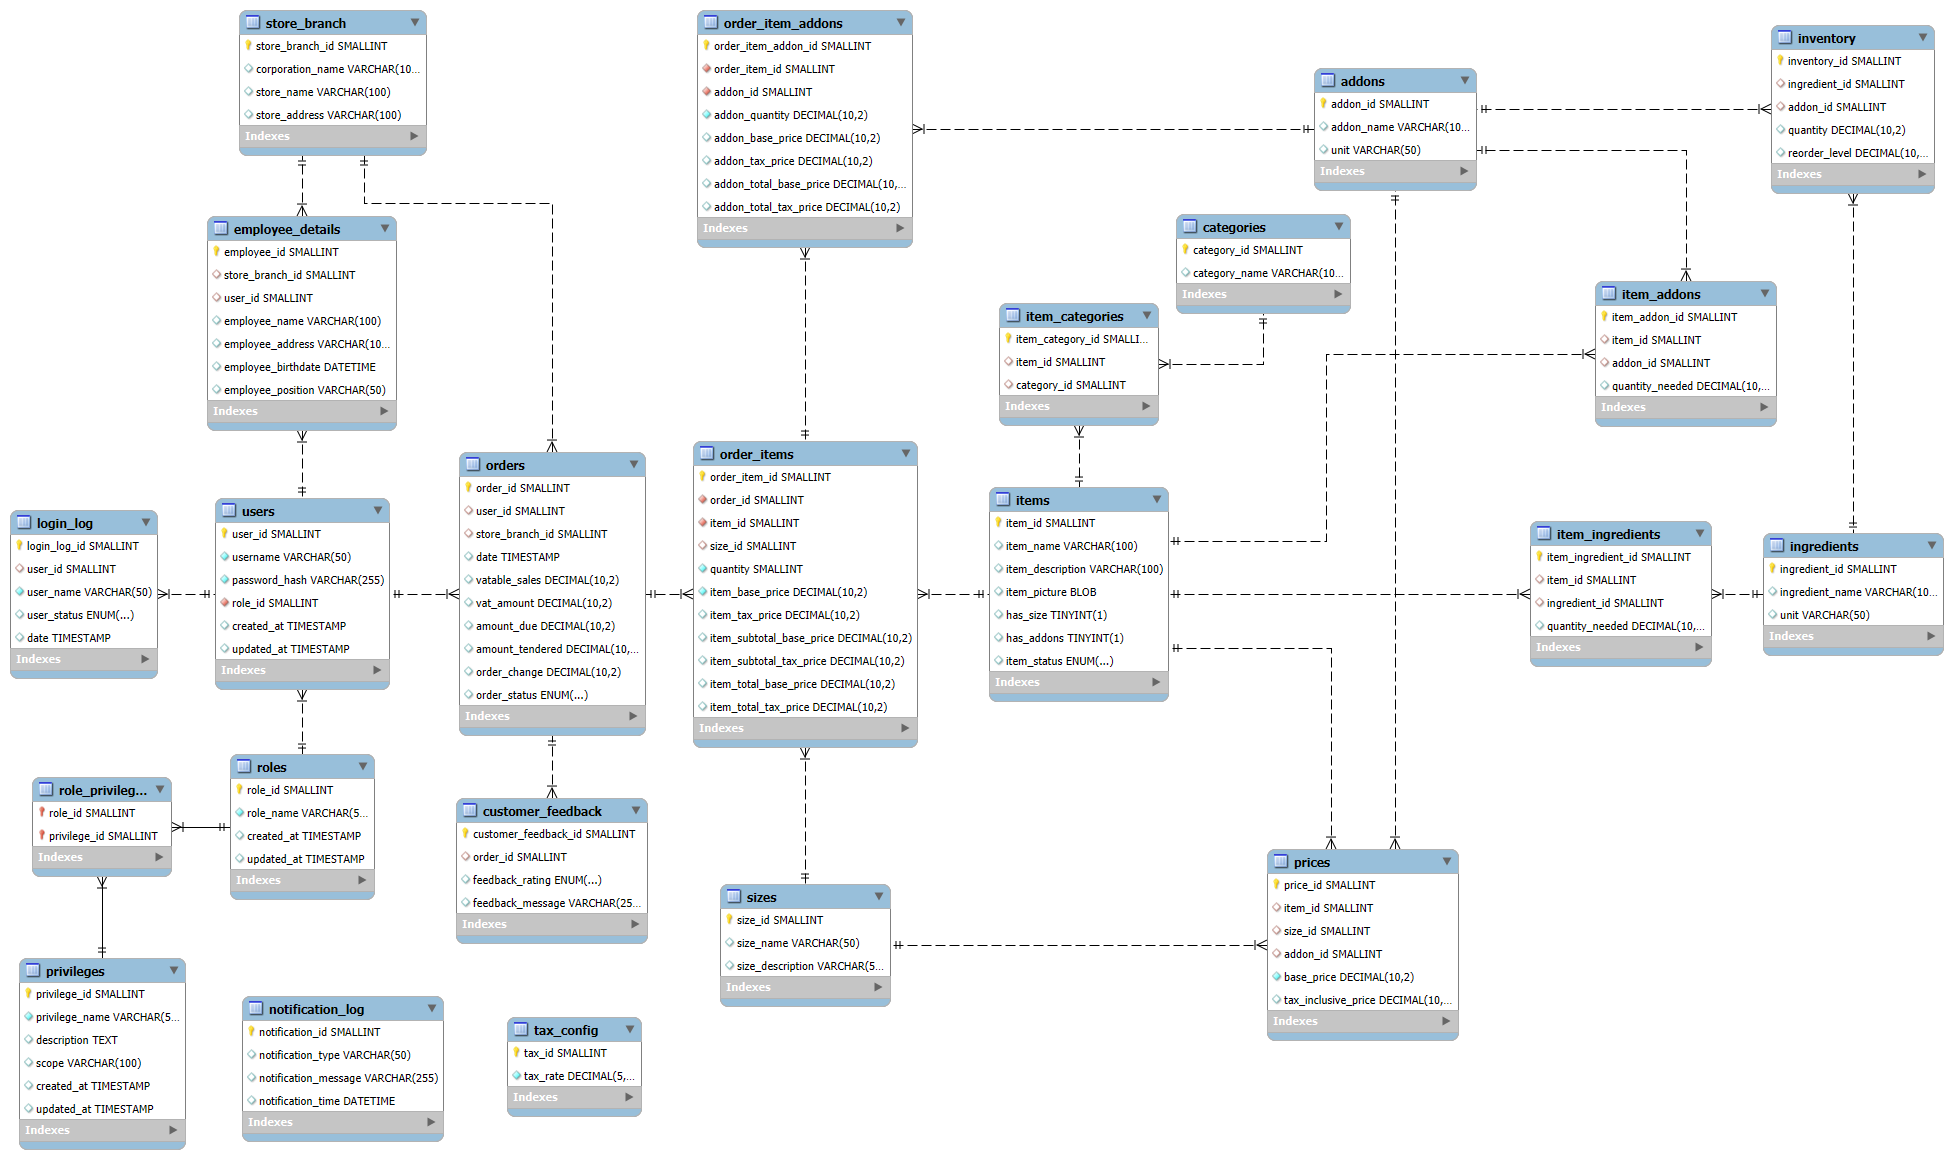 store_branch
store_branch_id SMALLINT
corporation_name VARCHAR(10...
store_name VARCHAR(100)
store_address VARCHAR(100)
Indexes
order_item_addons
order_item_addon_id SMALLINT
order_item_id SMALLINT
addon_id SMALLINT
addon_quantity DECIMAL(10,2)
addon_base_price DECIMAL(10,2)
addon_tax_price DECIMAL(10,2)
addon_total_base_price DECIMAL(10,...
addon_total_tax_price DECIMAL(10,2)
Indexes
addons
addon_id SMALLINT
addon_name VARCHAR(10...
unit VARCHAR(50)
Indexes
inventory
inventory_id SMALLINT
ingredient_id SMALLINT
addon_id SMALLINT
quantity DECIMAL(10,2)
reorder_level DECIMAL(10,...
Indexes
employee_details
employee_id SMALLINT
store_branch_id SMALLINT
user_id SMALLINT
employee_name VARCHAR(100)
employee_address VARCHAR(10...
employee_birthdate DATETIME
employee_position VARCHAR(50)
Indexes
categories
category_id SMALLINT
category_name VARCHAR(10...
Indexes
item_categories
item_category_id SMALLI...
item_id SMALLINT
category_id SMALLINT
Indexes
item_addons
item_addon_id SMALLINT
item_id SMALLINT
addon_id SMALLINT
quantity_needed DECIMAL(10,...
Indexes
login_log
login_log_id SMALLINT
user_id SMALLINT
user_name VARCHAR(50)
user_status ENUM(...)
date TIMESTAMP
Indexes
users
user_id SMALLINT
username VARCHAR(50)
password_hash VARCHAR(255)
role_id SMALLINT
created_at TIMESTAMP
updated_at TIMESTAMP
Indexes
orders
order_id SMALLINT
user_id SMALLINT
store_branch_id SMALLINT
date TIMESTAMP
vatable_sales DECIMAL(10,2)
vat_amount DECIMAL(10,2)
amount_due DECIMAL(10,2)
amount_tendered DECIMAL(10,...
order_change DECIMAL(10,2)
order_status ENUM(...)
Indexes
order_items
order_item_id SMALLINT
order_id SMALLINT
item_id SMALLINT
size_id SMALLINT
quantity SMALLINT
item_base_price DECIMAL(10,2)
item_tax_price DECIMAL(10,2)
item_subtotal_base_price DECIMAL(10,2)
item_subtotal_tax_price DECIMAL(10,2)
item_total_base_price DECIMAL(10,2)
item_total_tax_price DECIMAL(10,2)
Indexes
items
item_id SMALLINT
item_name VARCHAR(100)
item_description VARCHAR(100)
item_picture BLOB
has_size TINYINT(1)
has_addons TINYINT(1)
item_status ENUM(...)
Indexes
item_ingredients
item_ingredient_id SMALLINT
item_id SMALLINT
ingredient_id SMALLINT
quantity_needed DECIMAL(10,...
Indexes
ingredients
ingredient_id SMALLINT
ingredient_name VARCHAR(10...
unit VARCHAR(50)
Indexes
role_privileg...
role_id SMALLINT
privilege_id SMALLINT
Indexes
roles
role_id SMALLINT
role_name VARCHAR(5...
created_at TIMESTAMP
updated_at TIMESTAMP
Indexes
customer_feedback
customer_feedback_id SMALLINT
order_id SMALLINT
feedback_rating ENUM(...)
feedback_message VARCHAR(25...
Indexes
sizes
size_id SMALLINT
size_name VARCHAR(50)
size_description VARCHAR(5...
Indexes
prices
price_id SMALLINT
item_id SMALLINT
size_id SMALLINT
addon_id SMALLINT
base_price DECIMAL(10,2)
tax_inclusive_price DECIMAL(10,...
Indexes
privileges
privilege_id SMALLINT
privilege_name VARCHAR(5...
description TEXT
scope VARCHAR(100)
created_at TIMESTAMP
updated_at TIMESTAMP
Indexes
notification_log
notification_id SMALLINT
notification_type VARCHAR(50)
notification_message VARCHAR(255)
notification_time DATETIME
Indexes
tax_config
tax_id SMALLINT
tax_rate DECIMAL(5,...
Indexes